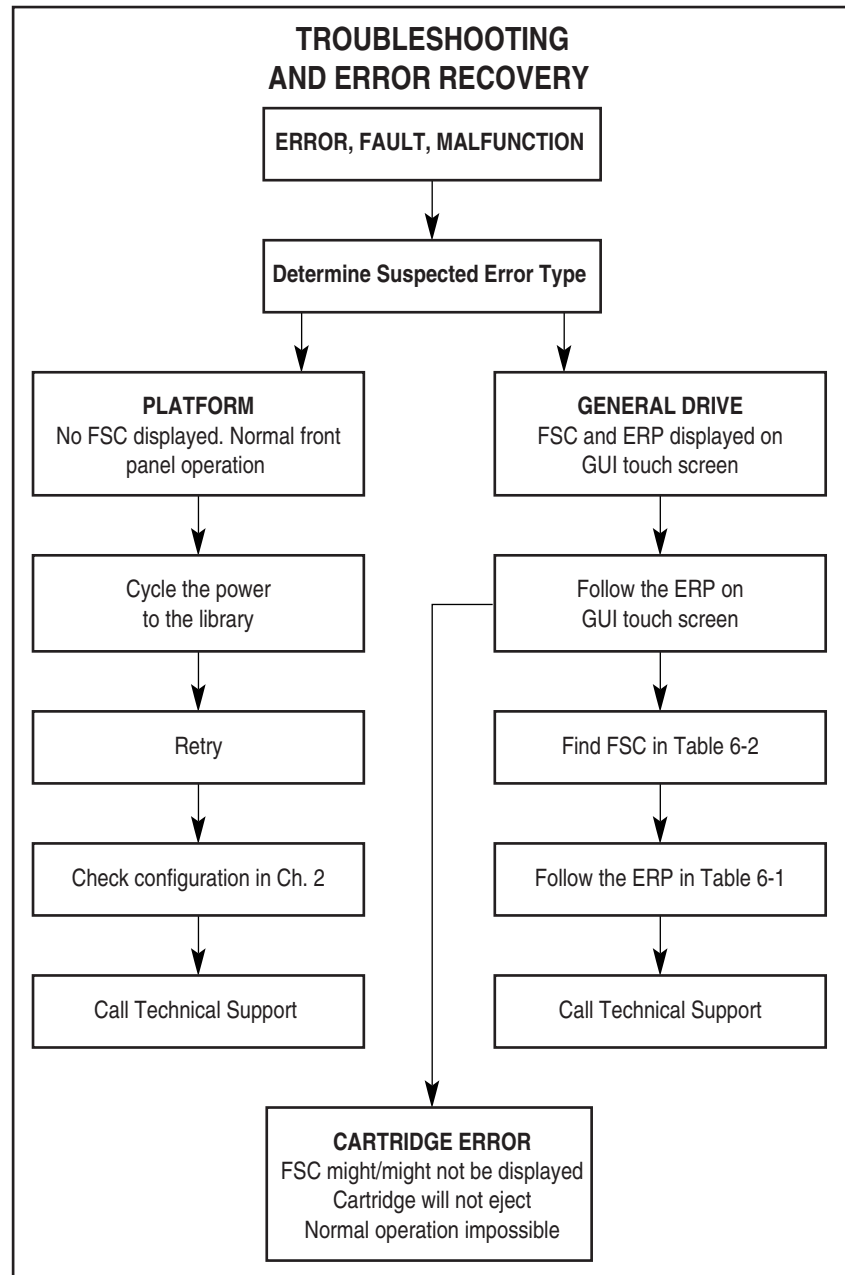 TROUBLESHOOTING
AND ERROR RECOVERY
ERROR, FAULT, MALFUNCTION
Determine Suspected Error Type
PLATFORM
No FSC displayed. Normal front
panel operation
Cycle the power
to the library
Retry
Check configuration in Ch. 2
Call Technical Support
GENERAL DRIVE
FSC and ERP displayed on
GUI touch screen
Follow the ERP on
GUI touch screen
Find FSC in Table 6-2
Follow the ERP in Table 6-1
Call Technical Support
CARTRIDGE ERROR
FSC might/might not be displayed
Cartridge will not eject
Normal operation impossible